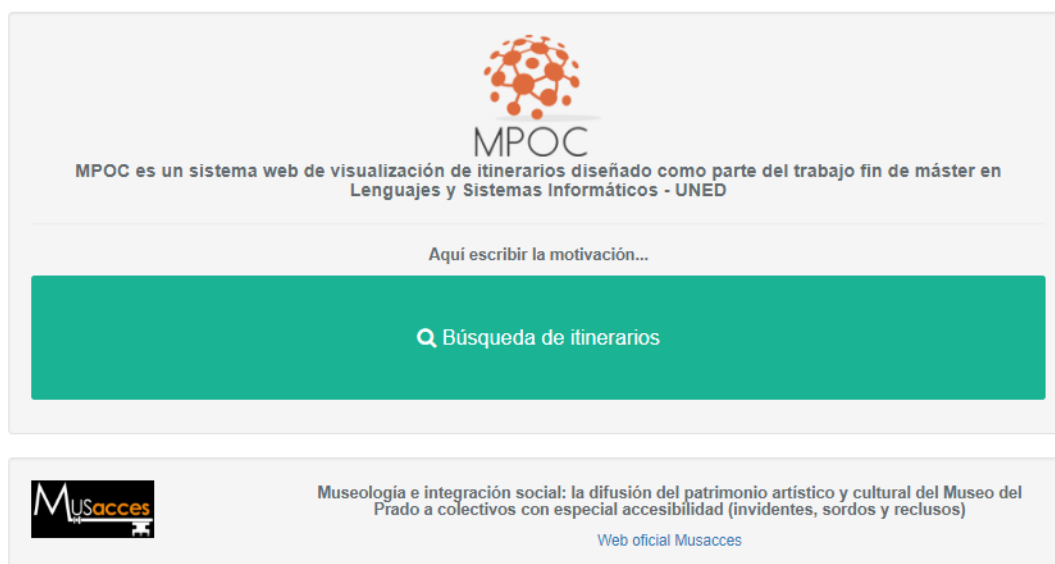 MPOC
MPOC es un sistema web de visualización de itinerarios diseñado como parte del trabajo fin de máster en
Lenguajes y Sistemas Informáticos - UNED
Aquí escribir la motivación...
Búsqueda de itinerarios
MUSacces
Museología e integración social: la difusión del patrimonio artístico y cultural del Museo del
Prado a colectivos con especial accesibilidad (invidentes, sordos y reclusos)
Web oficial Musacces